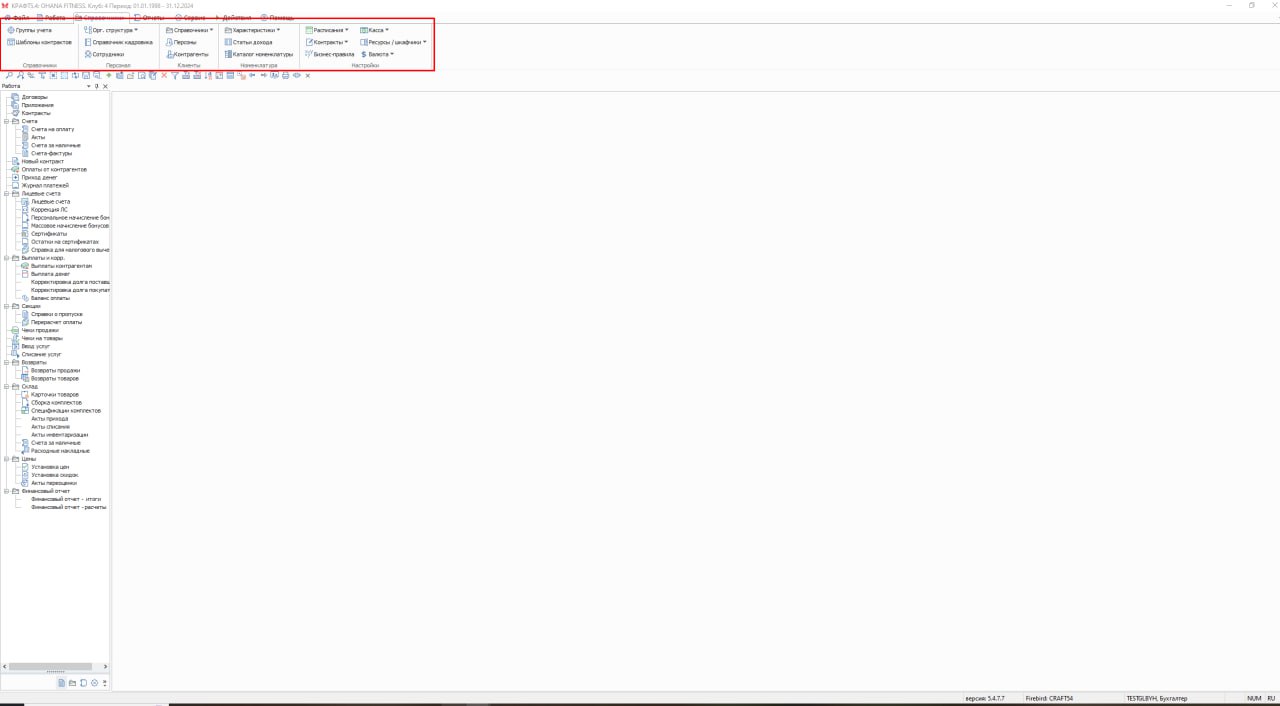 КРАФТ5.4: OHANA FITNESS. Клуб: 4 Период: 01.01.1998 - 31.12.2024
Файл Работа Справочники Отчеты Сервис Действия Помощь
Группы учета Орг. структура Справочники Характеристики Расписания Касса
Шаблоны контрактов Справочник кадровика Персоны Статьи дохода Контракты Ресурсы / шкафчики
Сотрудники Контрагенты Каталог номенклатуры Бизнес-правила Валюта
Справочники Персонал Клиенты Номенклатура Настройки
Работа
Договоры
Приложения
Контракты
Счета
Счета на оплату
Акты
Счета за наличные
Счета-фактуры
Новый контракт
Оплаты от контрагентов
Приход денег
Журнал платежей
Лицевые счета
Лицевые счета
Коррекция ЛС
Персональное начисление бон
Массовое начисление бонусов
Сертификаты
Остатки на сертификатах
Справка для налогового выче
Выплаты и корр.
Выплаты контрагентам
Выплата денег
Корректировка долга поставщ
Корректировка долга покупат
Баланс оплаты
Секции
Справки о пропуске
Перерасчет оплаты
Чеки продажи
Чеки на товары
Ввод услуг
Списание услуг
Возвраты
Возвраты продажи
Возвраты товаров
Склад
Карточки товаров
Сборка комплектов
Спецификации комплектов
Акты прихода
Акты списания
Акты инвентаризации
Счета за наличные
Расходные накладные
Цены
Установка цен
Установка скидок
Акты переоценки
Финансовый отчет
Финансовый отчет - итоги
Финансовый отчет - расчеты
версия: 5.4.7.7 Firebird: CRAFT54 TESTGLBYH, Бухгалтер NUM RU